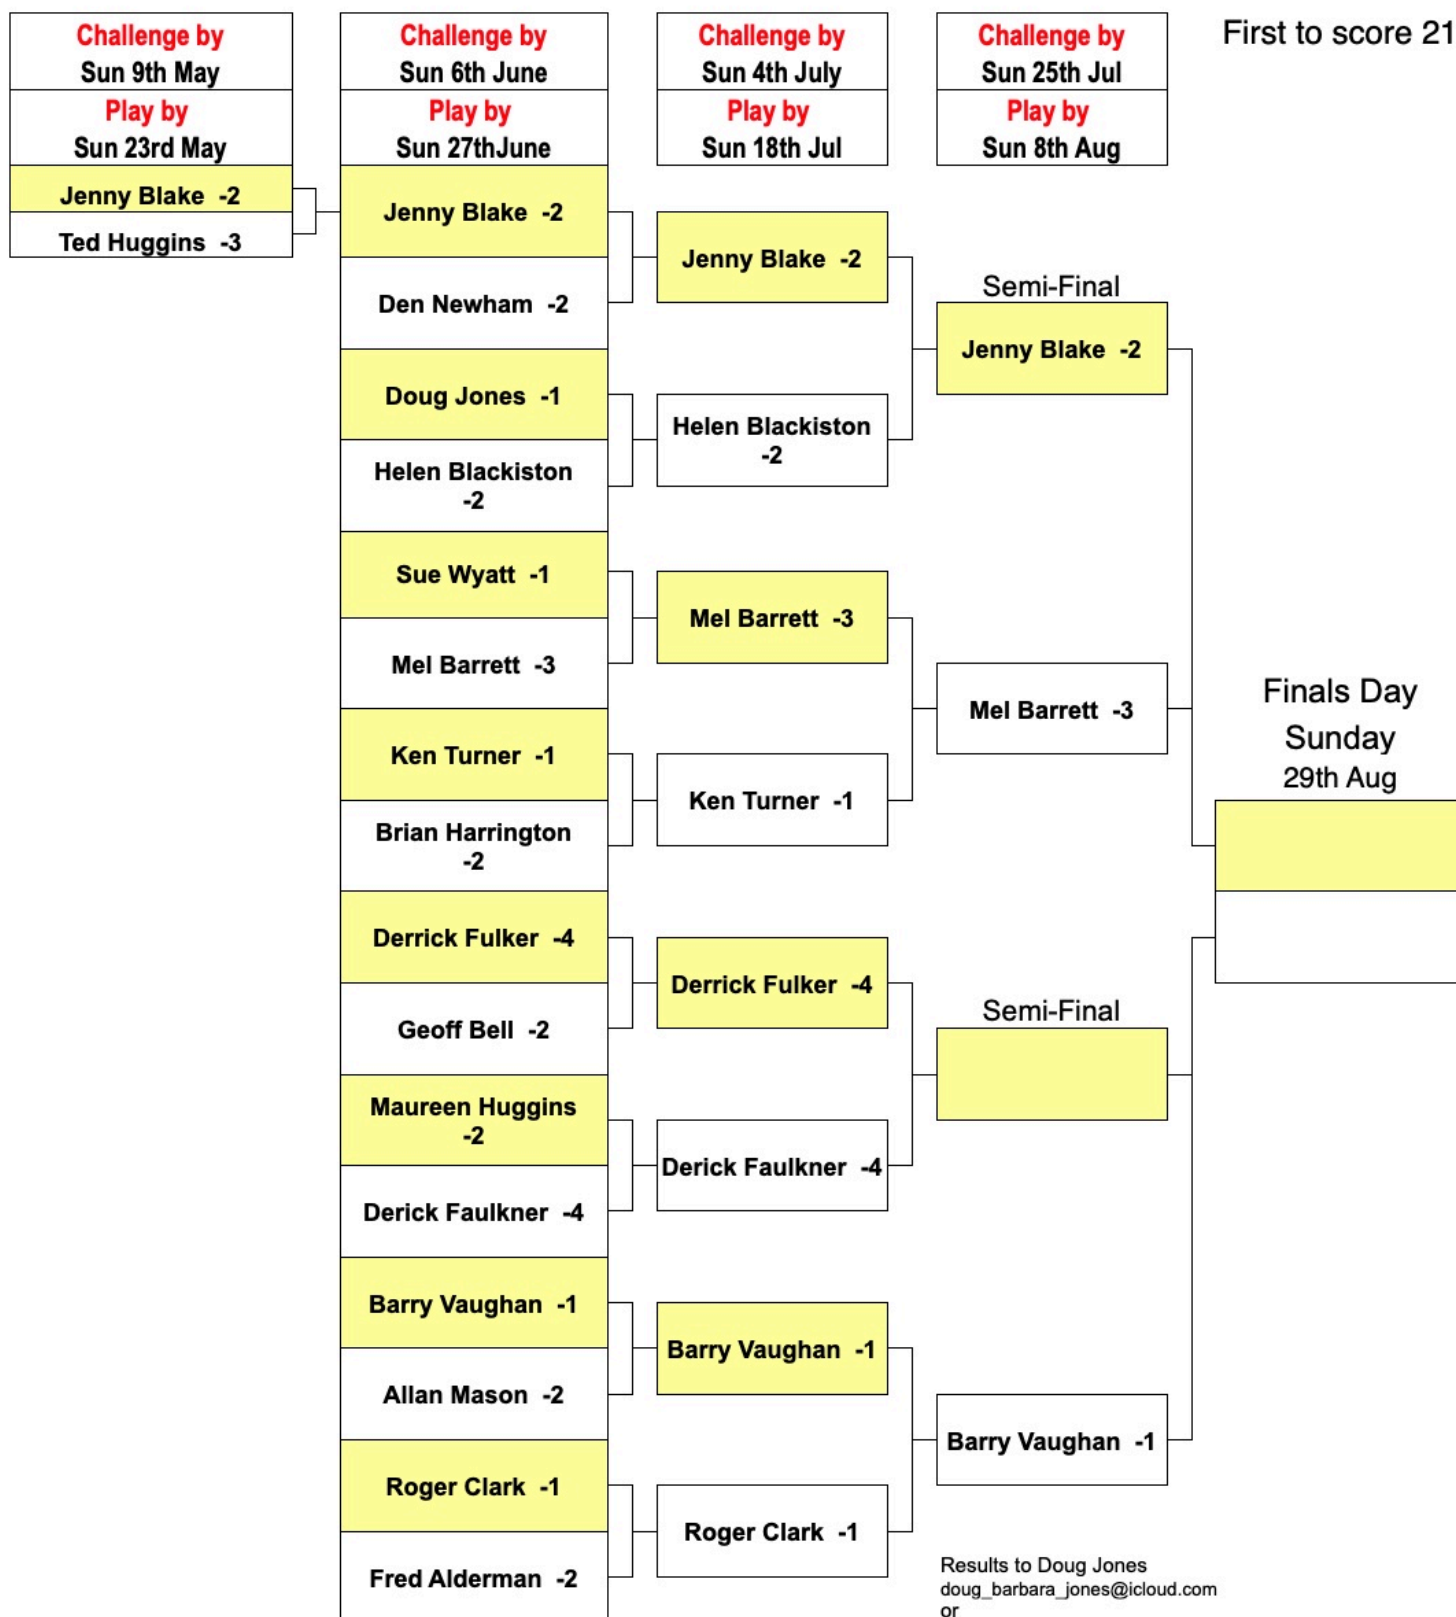 Challenge by
Sun 9th May
Play by
Sun 23rd May
Jenny Blake -2
Ted Huggins -3
Challenge by
Sun 6th June
Play by
Sun 27thJune
Jenny Blake -2
Den Newham -2
Doug Jones -1
Helen Blackiston
-2
Sue Wyatt -1
Mel Barrett -3
Ken Turner -1
Brian Harrington
-2
Derrick Fulker -4
Geoff Bell -2
Maureen Huggins
-2
Derick Faulkner -4
Barry Vaughan -1
Allan Mason -2
Roger Clark -1
Fred Alderman -2
Challenge by
Sun 4th July
Play by
Sun 18th Jul
Jenny Blake -2
Helen Blackiston
-2
Mel Barrett -3
Ken Turner -1
Derrick Fulker -4
Derick Faulkner -4
Barry Vaughan -1
Roger Clark -1
Challenge by
Sun 25th Jul
Play by
Sun 8th Aug
Semi-Final
Jenny Blake -2
Mel Barrett -3
Semi-Final
Barry Vaughan -1
Results to Doug Jones
doug_barbara_jones@icloud.com
or
First to score 21
Finals Day
Sunday
29th Aug